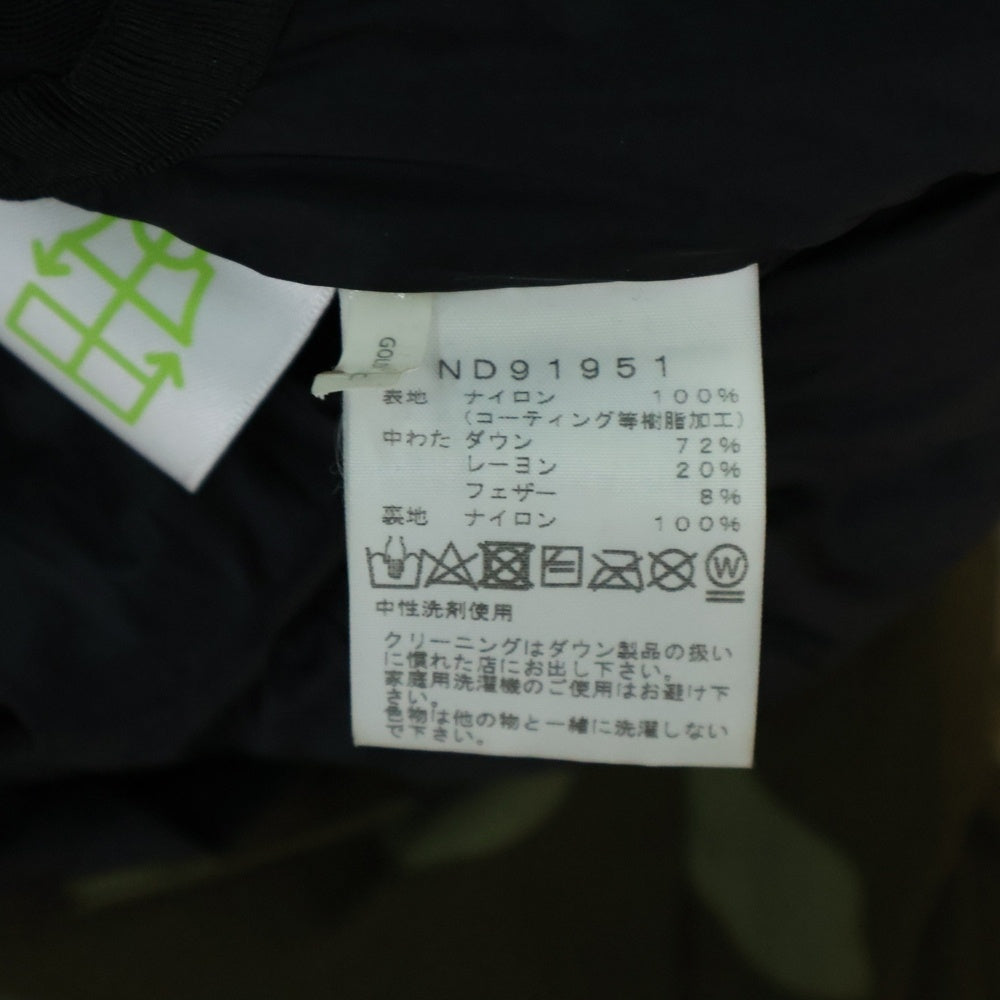 ND91951
表地 ナイロン 100%
(コーティング等樹脂加工)
中わた ダウン 72%
レーヨン 20%
フェザー 8%
裏地 ナイロン 100%
W
中性洗剤使用
クリーニングはダウン製品の扱い
に慣れた店にお出し下さい。
家庭用洗濯機のご使用はお避け下
さい。
色物は他の物と一緒に洗濯しない
で下さい。